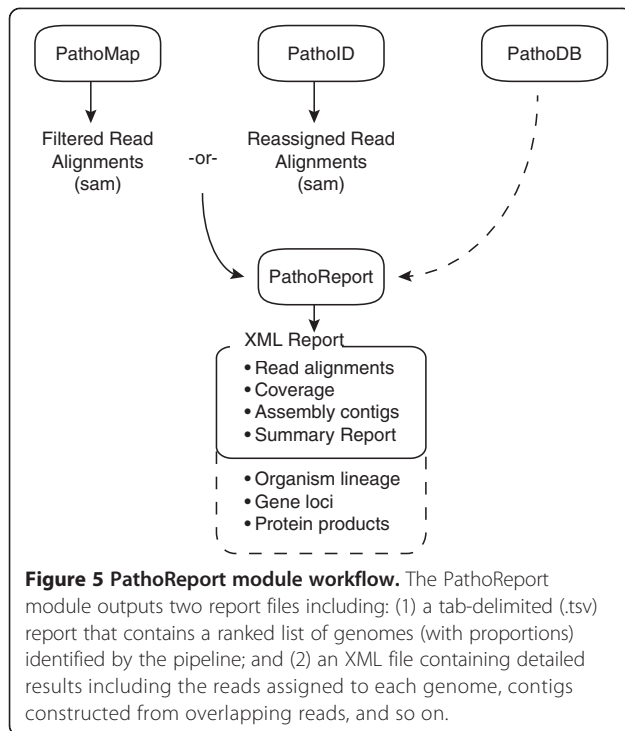 PathoMap
PathoID
PathoDB
Filtered Read
Alignments
(sam)
-or-
Reassigned Read
Alignments
(sam)
PathoReport
XML Report
• Read alignments
• Coverage
• Assembly contigs
• Summary Report
• Organism lineage
• Gene loci
• Protein products
Figure 5 PathoReport module workflow. The PathoReport
module outputs two report files including: (1) a tab-delimited (.tsv)
report that contains a ranked list of genomes (with proportions)
identified by the pipeline; and (2) an XML file containing detailed
results including the reads assigned to each genome, contigs
constructed from overlapping reads, and so on.